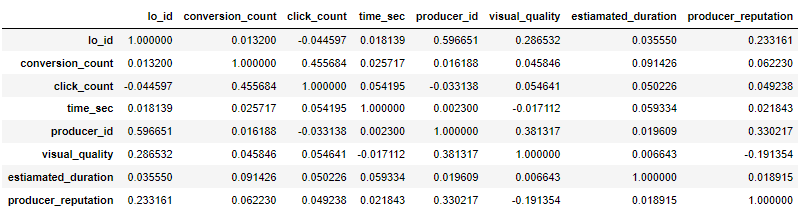 lo_id conversion_count click_count time_sec producer_id visual_quality estiamated_duration producer_reputation
lo_id 1.000000 0.013200 -0.044597 0.018139 0.596651 0.286532 0.035550 0.233161
conversion_count 0.013200 1.000000 0.455684 0.025717 0.016188 0.045846 0.091426 0.062230
click_count -0.044597 0.455684 1.000000 0.054195 -0.033138 0.054641 0.050226 0.049238
time_sec 0.018139 0.025717 0.054195 1.000000 0.002300 -0.017112 0.059334 0.021843
producer_id 0.596651 0.016188 -0.033138 0.002300 1.000000 0.381317 0.019609 0.330217
visual_quality 0.286532 0.045846 0.054641 -0.017112 0.381317 1.000000 0.006643 -0.191354
estiamated_duration 0.035550 0.091426 0.050226 0.059334 0.019609 0.006643 1.000000 0.018915
producer_reputation 0.233161 0.062230 0.049238 0.021843 0.330217 -0.191354 0.018915 1.000000